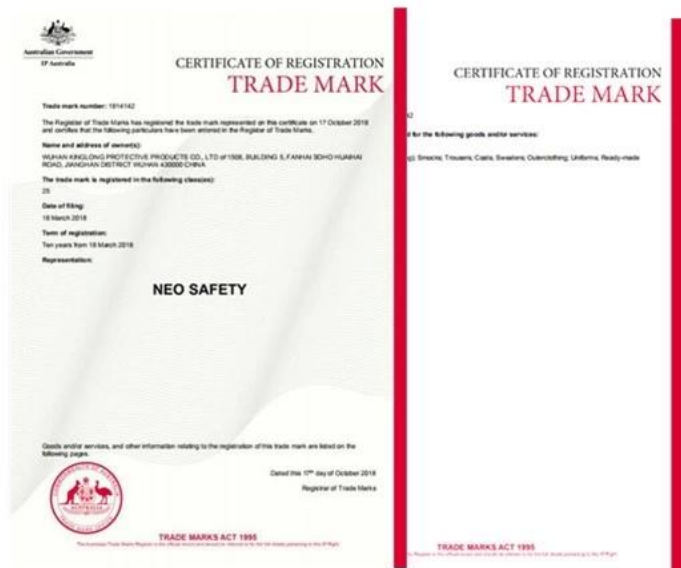 Australian Government
IP Australia
CERTIFICATE OF REGISTRATION
TRADE MARK
Trade mark number: 1914142
The Register of Trade Marks has registered the trade mark represented on this certificate on 17 October 2018
and certifies that the following particulars have been entered in the Register of Trade Marks.
Name and address of owner(s):
WUHAN KINGLONG PROTECTIVE PRODUCTS CO., LTD of 1508, BUILDING 5, FANHAI SOHO HUAIHAI
ROAD, JIANGHAN DISTRICT WUHAN 430000 CHINA
The trade mark is registered in the following class(es):
25
Date of filing:
18 March 2018
Term of registration:
Ten years from 18 March 2018
Representation:
NEO SAFETY
Goods and/or services, and other information relating to the registration of this trade mark are listed on the
following pages.
Dated this 17th day of October 2018
Registrar of Trade Marks
AUSTRALIA
TRADE MARKS ACT 1995
CERTIFICATE OF REGISTRATION
TRADE MARK
d for the following goods and/or services:
Smocks; Trousers; Coats; Sweaters; Outerclothing; Uniforms; Ready-made
TRADE MARKS ACT 1995